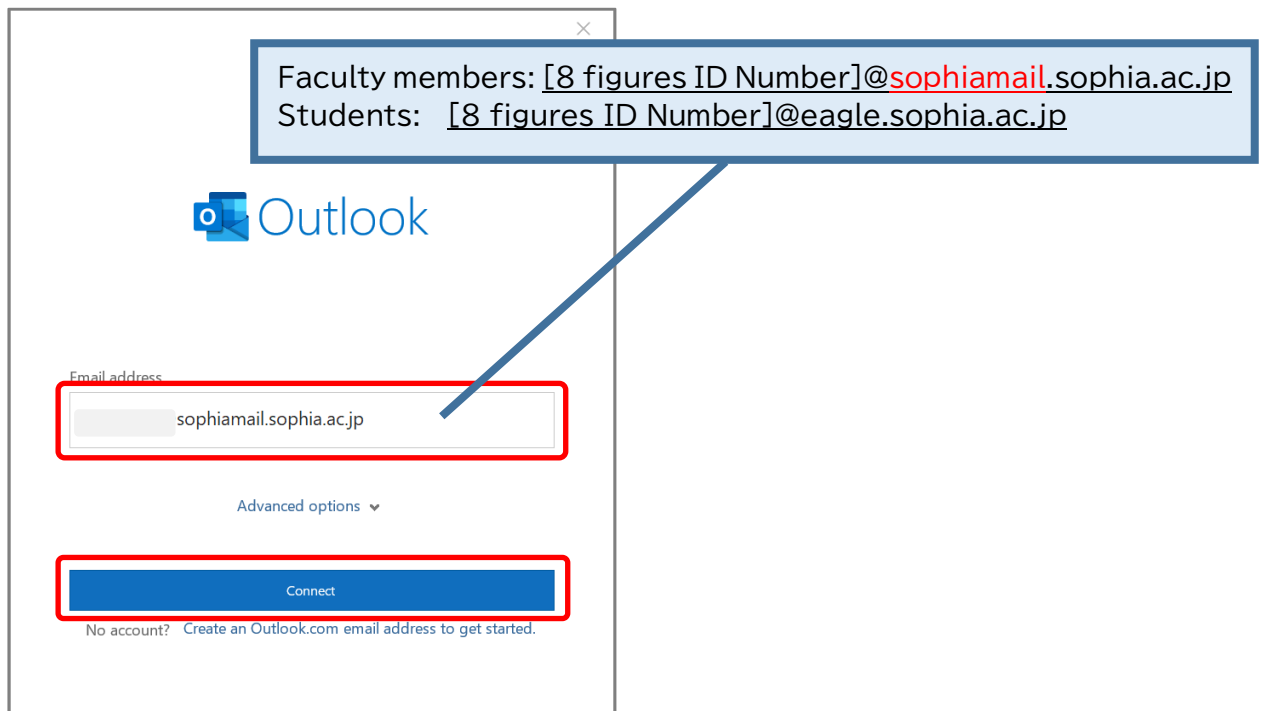 Faculty members: [8 figures ID Number]@sophiamail.sophia.ac.jp
Students: [8 figures ID Number]@eagle.sophia.ac.jp
Outlook
Email address
sophiamail.sophia.ac.jp
Advanced options
Connect
No account? Create an Outlook.com email address to get started.